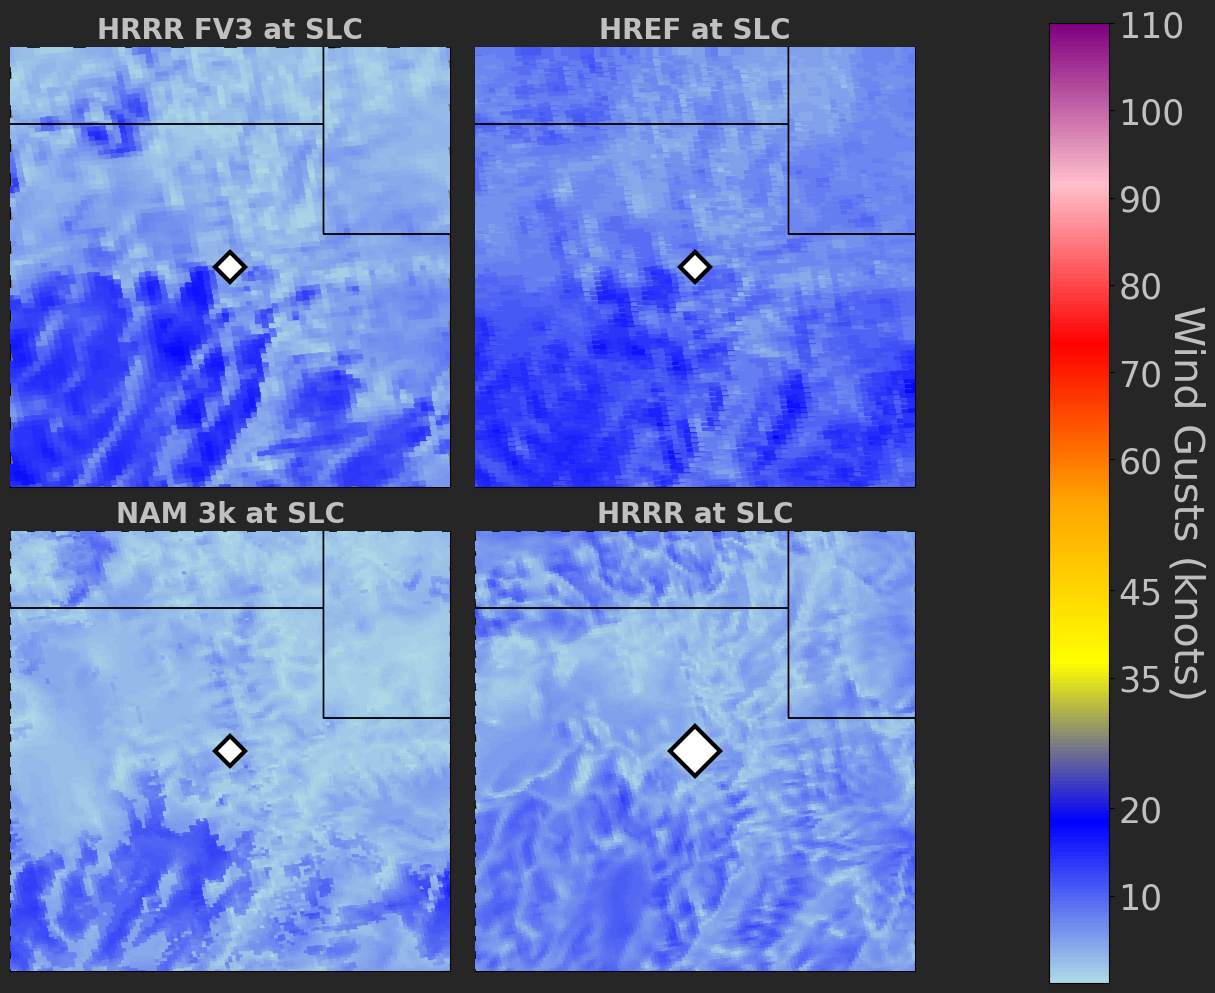 HRRR FV3 at SLC
HREF at SLC
NAM 3k at SLC
HRRR at SLC
110
100
90
80
70
60
45
35
20
10
Wind Gusts (knots)